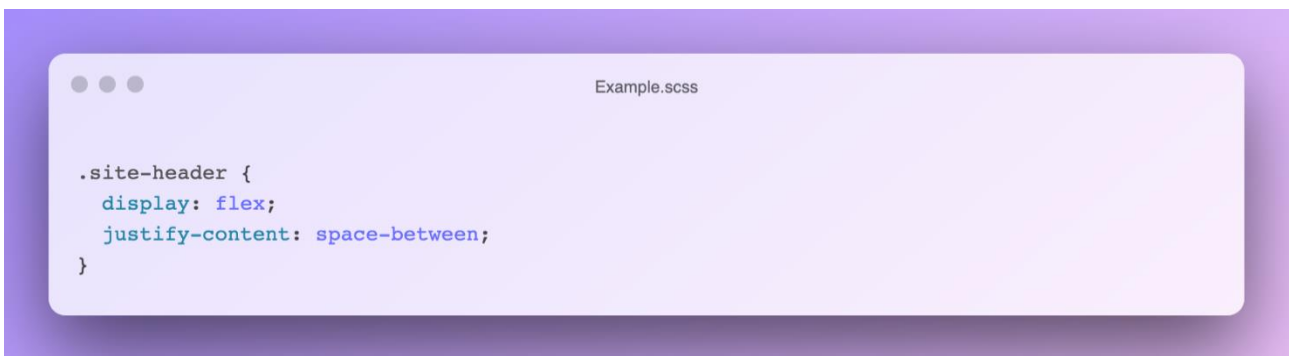 Example.scss
.site-header {
  display: flex;
  justify-content: space-between;
}